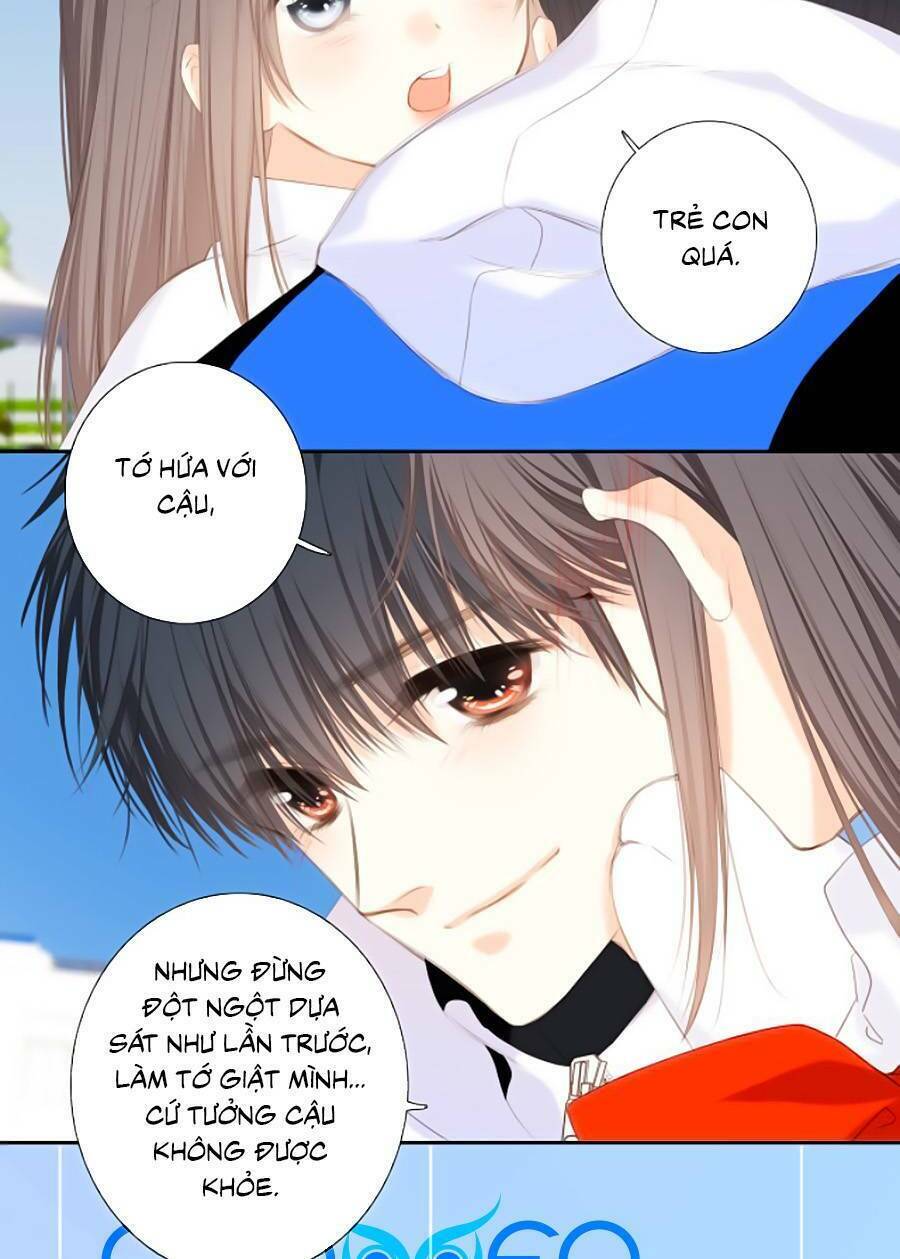 TRẺ CON
QUÁ.
TỚ HỨA VỚI
CẬU,
NHƯNG ĐỪNG
ĐỘT NGỘT DỰA
SÁT NHƯ LẦN TRƯỚC,
LÀM TỚ GIẬT MÌNH...
CỨ TƯỞNG CẬU
KHÔNG ĐƯỢC
KHỎE.